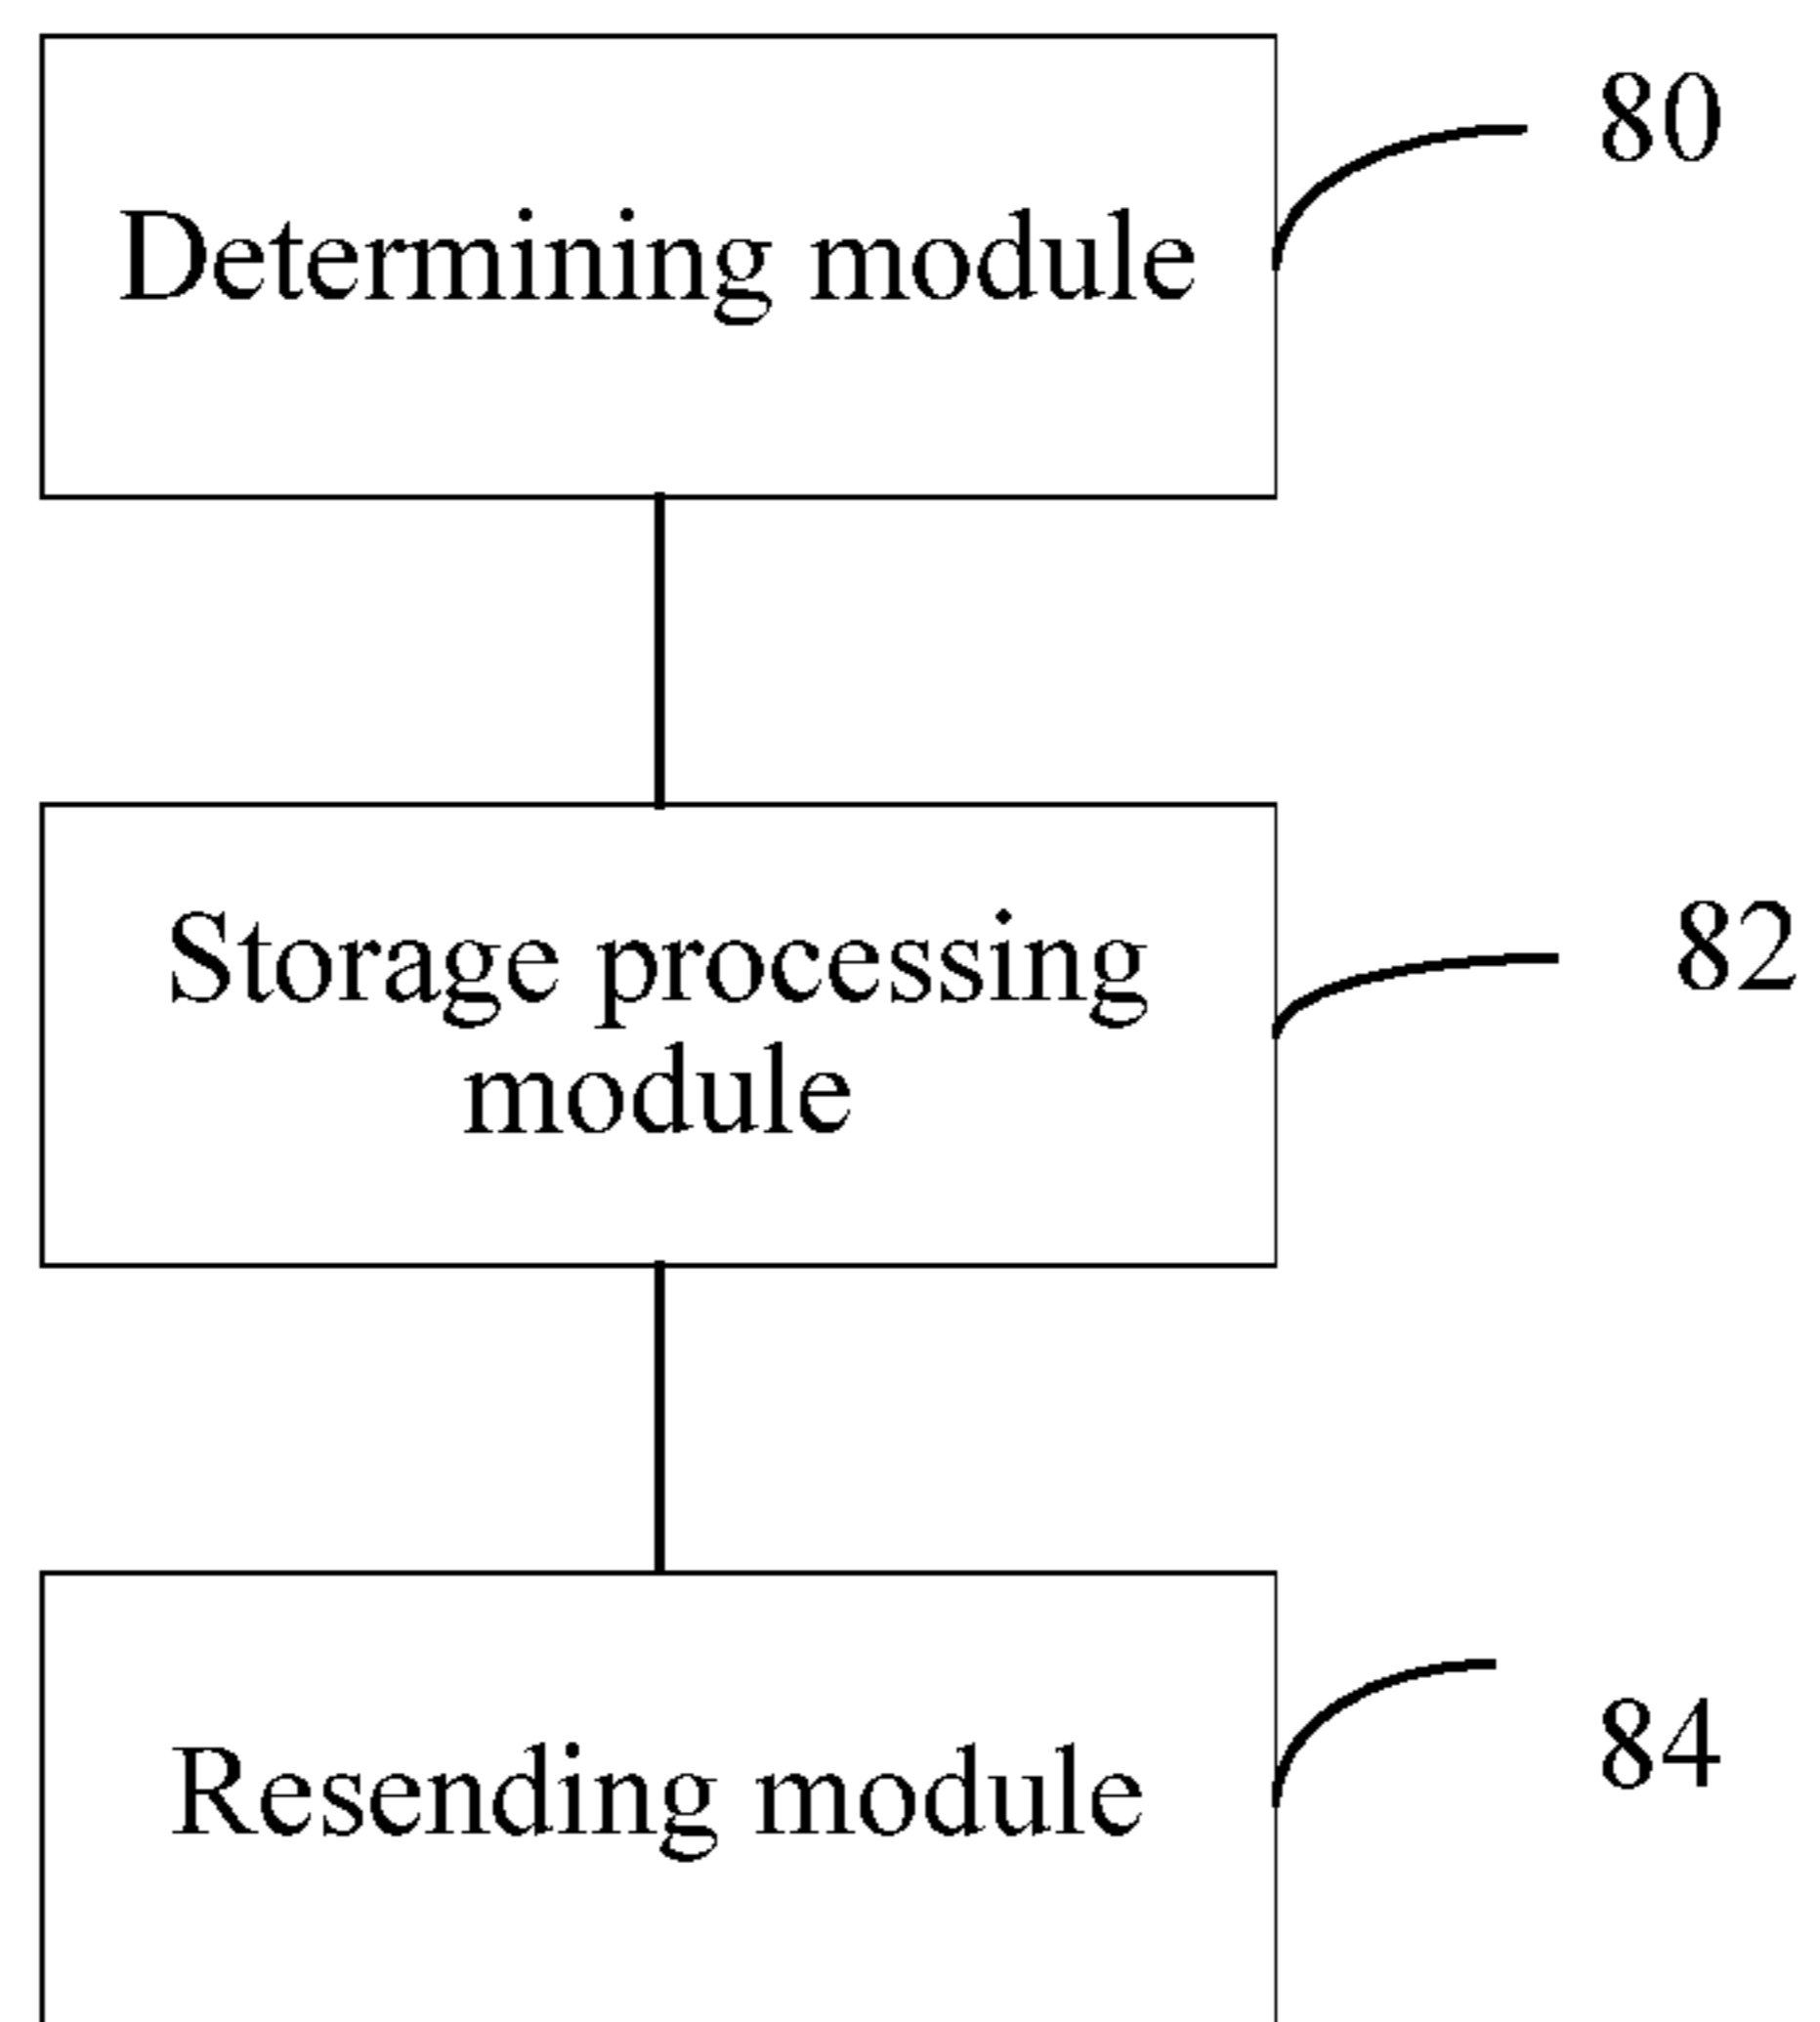 80
Determining module
82
Storage processing
module
84
Resending module